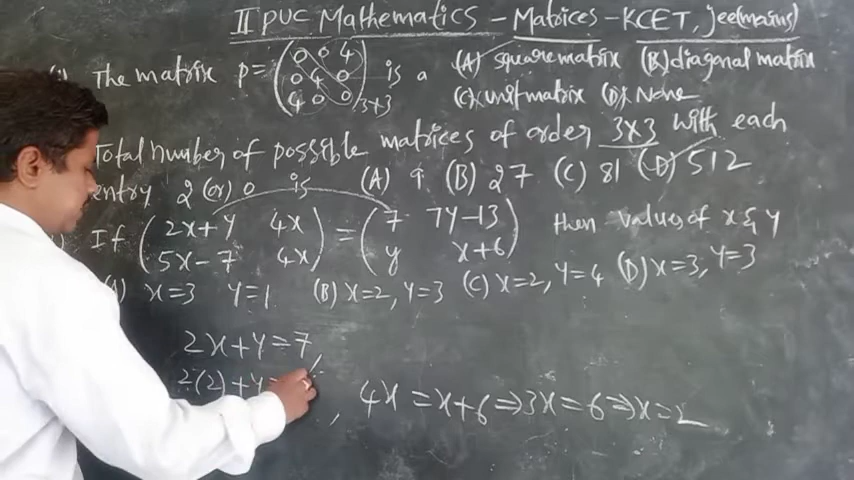 II PUC Mathematics - Matrices - KCET, Jee(mains)
The matrix P = (0 0 4 / 0 4 0 / 4 0 0) 3+3 is a (A) square matrix (B) diagonal matrix
(C) unit matrix (D) None
Total number of possible matrices of order 3X3 with each
entry 2 (or) 0 is (A) 9 (B) 27 (C) 81 (D) 512
If (2x+y 4x / 5x-7 4x) = (7 7y-13 / y x+6) then values of x & y
(A) x=3 y=1 (B) x=2, y=3 (C) x=2, y=4 (D) x=3, y=3
2x+y=7
2(2)+y=
, 4x = x+6 ⇒ 3x=6 ⇒ x=2